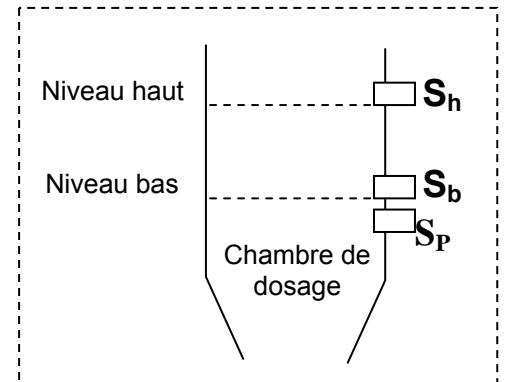 Niveau haut
S_h
Niveau bas
S_b
S_P
Chambre de
dosage